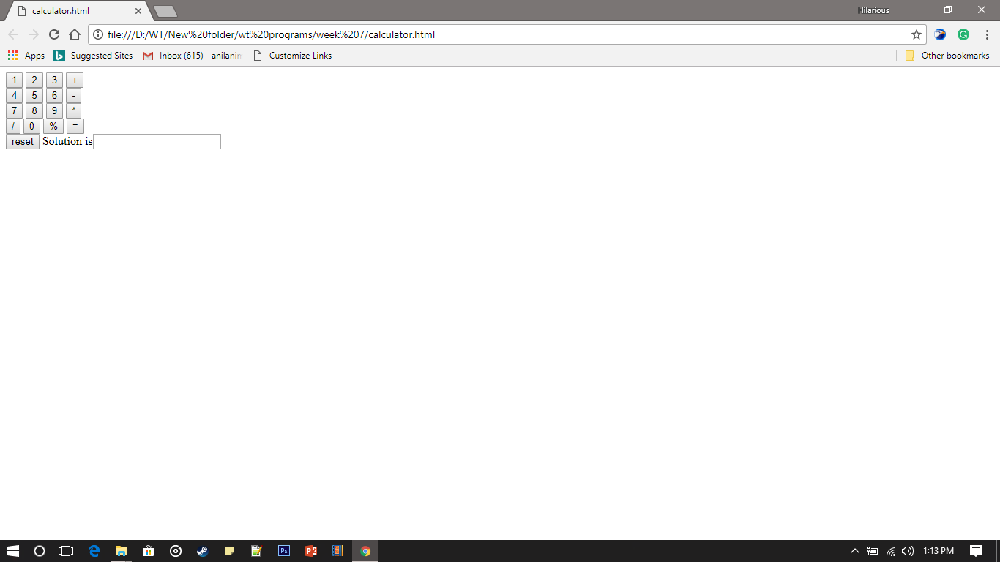 calculator.html
Hilarious
file:///D:/WT/New%20folder/wt%20programs/week%207/calculator.html
Apps Suggested Sites Inbox (615) - anilanin Customize Links Other bookmarks
1 2 3 +
4 5 6 -
7 8 9 *
/ 0 % =
reset Solution is
Ps 1:13 PM